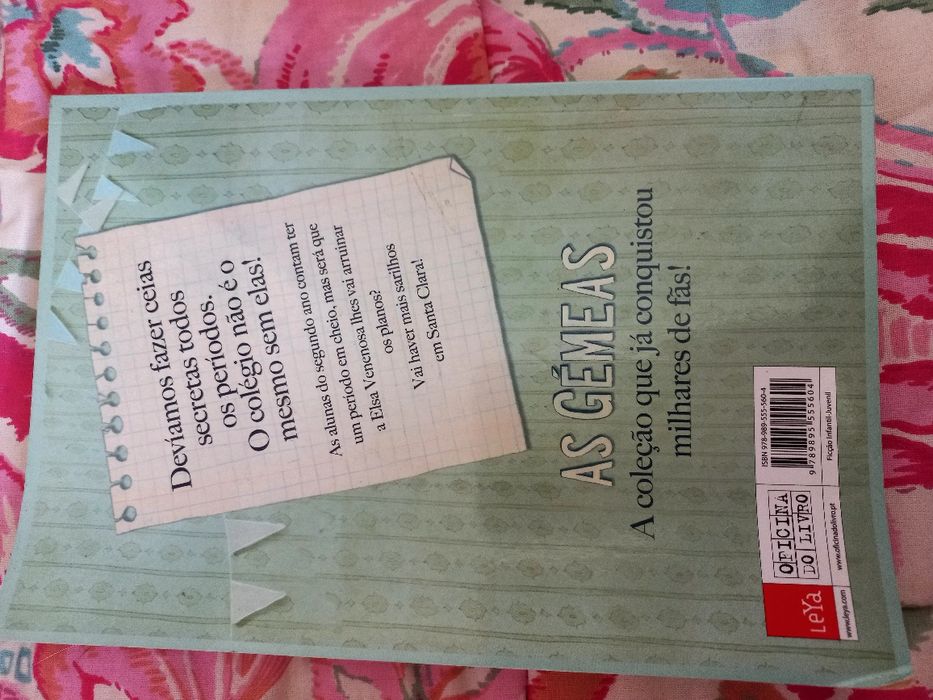 Devíamos fazer ceias
secretas todos
os períodos.
O colégio não é o
mesmo sem elas!
As alunas do segundo ano contam ter
um período em cheio, mas será que
a Elsa Venenosa lhes vai arruinar
os planos?
Vai haver mais sarilhos
em Santa Clara!
AS GÉMEAS
A coleção que já conquistou
milhares de fãs!
LeYa
www.leya.com
OFICINA
DO LIVRO
www.oficinadolivro.pt
ISBN 978-989-555-560-4
9 789895 555604
Ficção Infantil-Juvenil